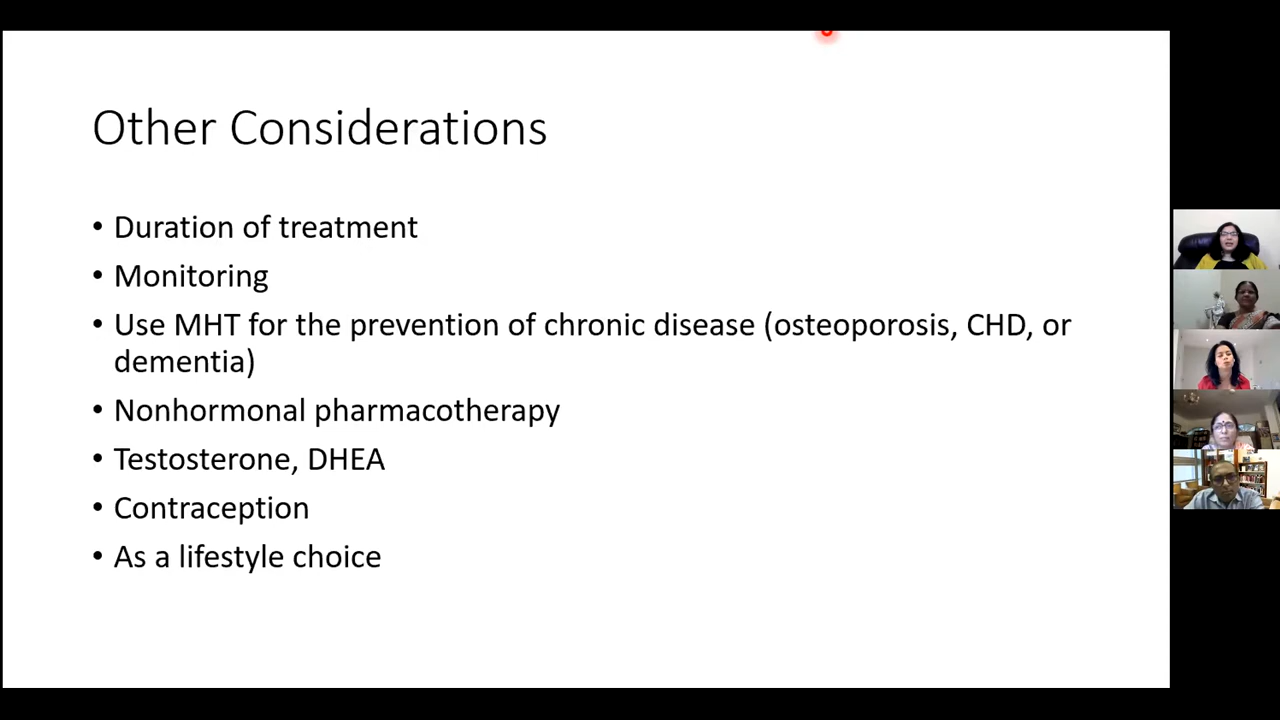 Other Considerations
• Duration of treatment
• Monitoring
• Use MHT for the prevention of chronic disease (osteoporosis, CHD, or
dementia)
• Nonhormonal pharmacotherapy
• Testosterone, DHEA
• Contraception
• As a lifestyle choice